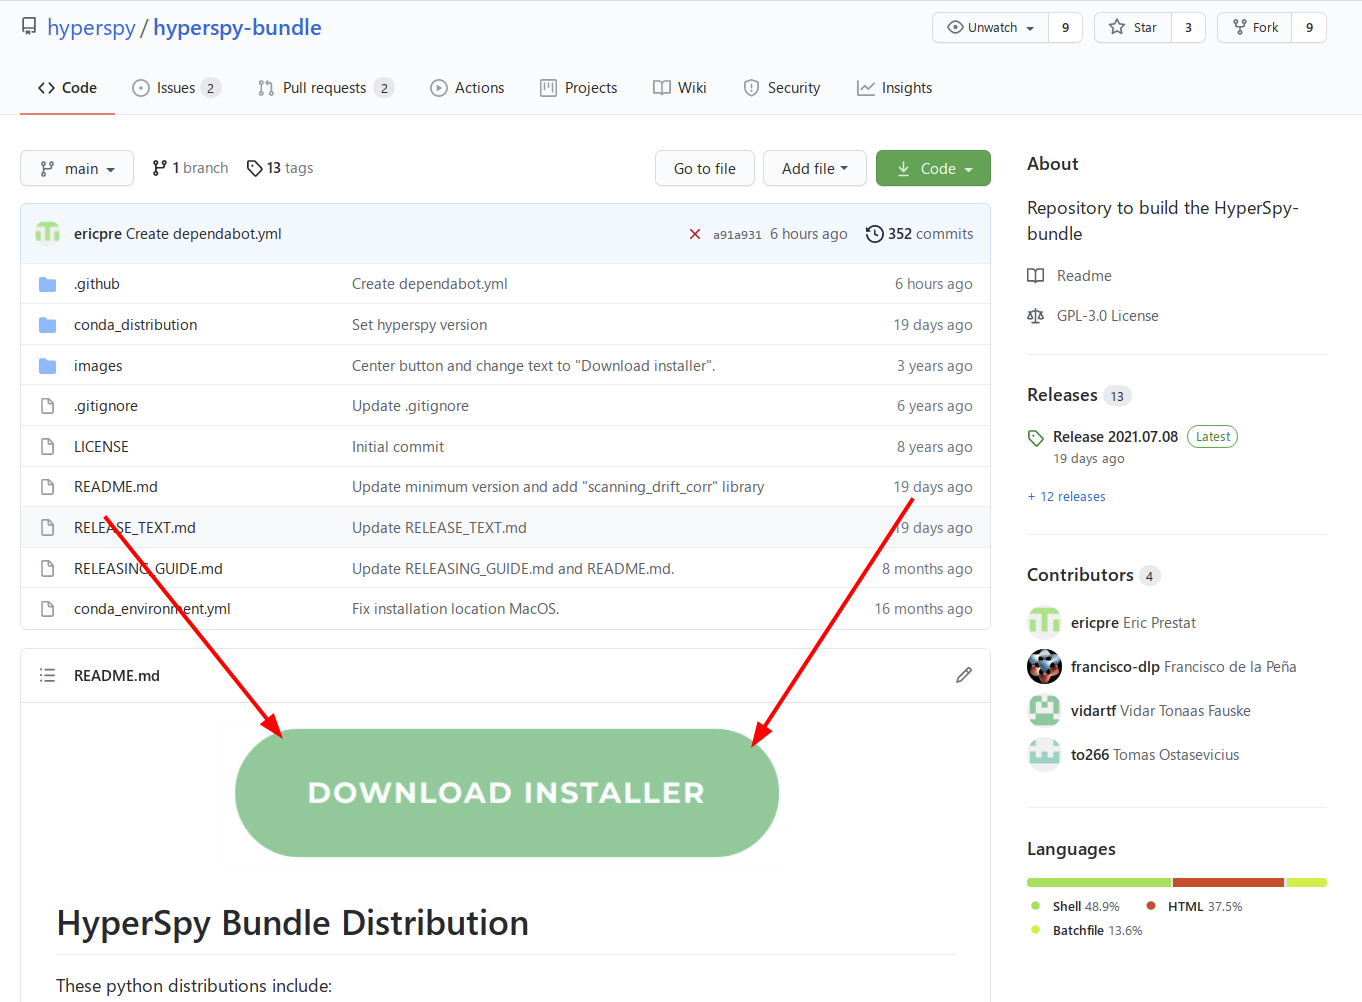 hyperspy / hyperspy-bundle
Unwatch 9 Star 3 Fork 9
Code Issues 2 Pull requests 2 Actions Projects Wiki Security Insights
main 1 branch 13 tags Go to file Add file Code
ericpre Create dependabot.yml a91a931 6 hours ago 352 commits
.github Create dependabot.yml 6 hours ago
conda_distribution Set hyperspy version 19 days ago
images Center button and change text to "Download installer". 3 years ago
.gitignore Update .gitignore 6 years ago
LICENSE Initial commit 8 years ago
README.md Update minimum version and add "scanning_drift_corr" library 19 days ago
RELEASE_TEXT.md Update RELEASE_TEXT.md 19 days ago
RELEASING_GUIDE.md Update RELEASING_GUIDE.md and README.md. 8 months ago
conda_environment.yml Fix installation location MacOS. 16 months ago
README.md
DOWNLOAD INSTALLER
HyperSpy Bundle Distribution
These python distributions include:
About
Repository to build the HyperSpy-
bundle
Readme
GPL-3.0 License
Releases 13
Release 2021.07.08 Latest
19 days ago
+ 12 releases
Contributors 4
ericpre Eric Prestat
francisco-dlp Francisco de la Peña
vidartf Vidar Tonaas Fauske
to266 Tomas Ostasevicius
Languages
Shell 48.9% HTML 37.5%
Batchfile 13.6%